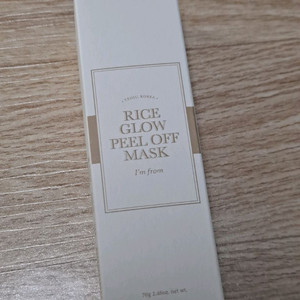 RICE
GLOW
PEEL OFF
MASK
I'm from